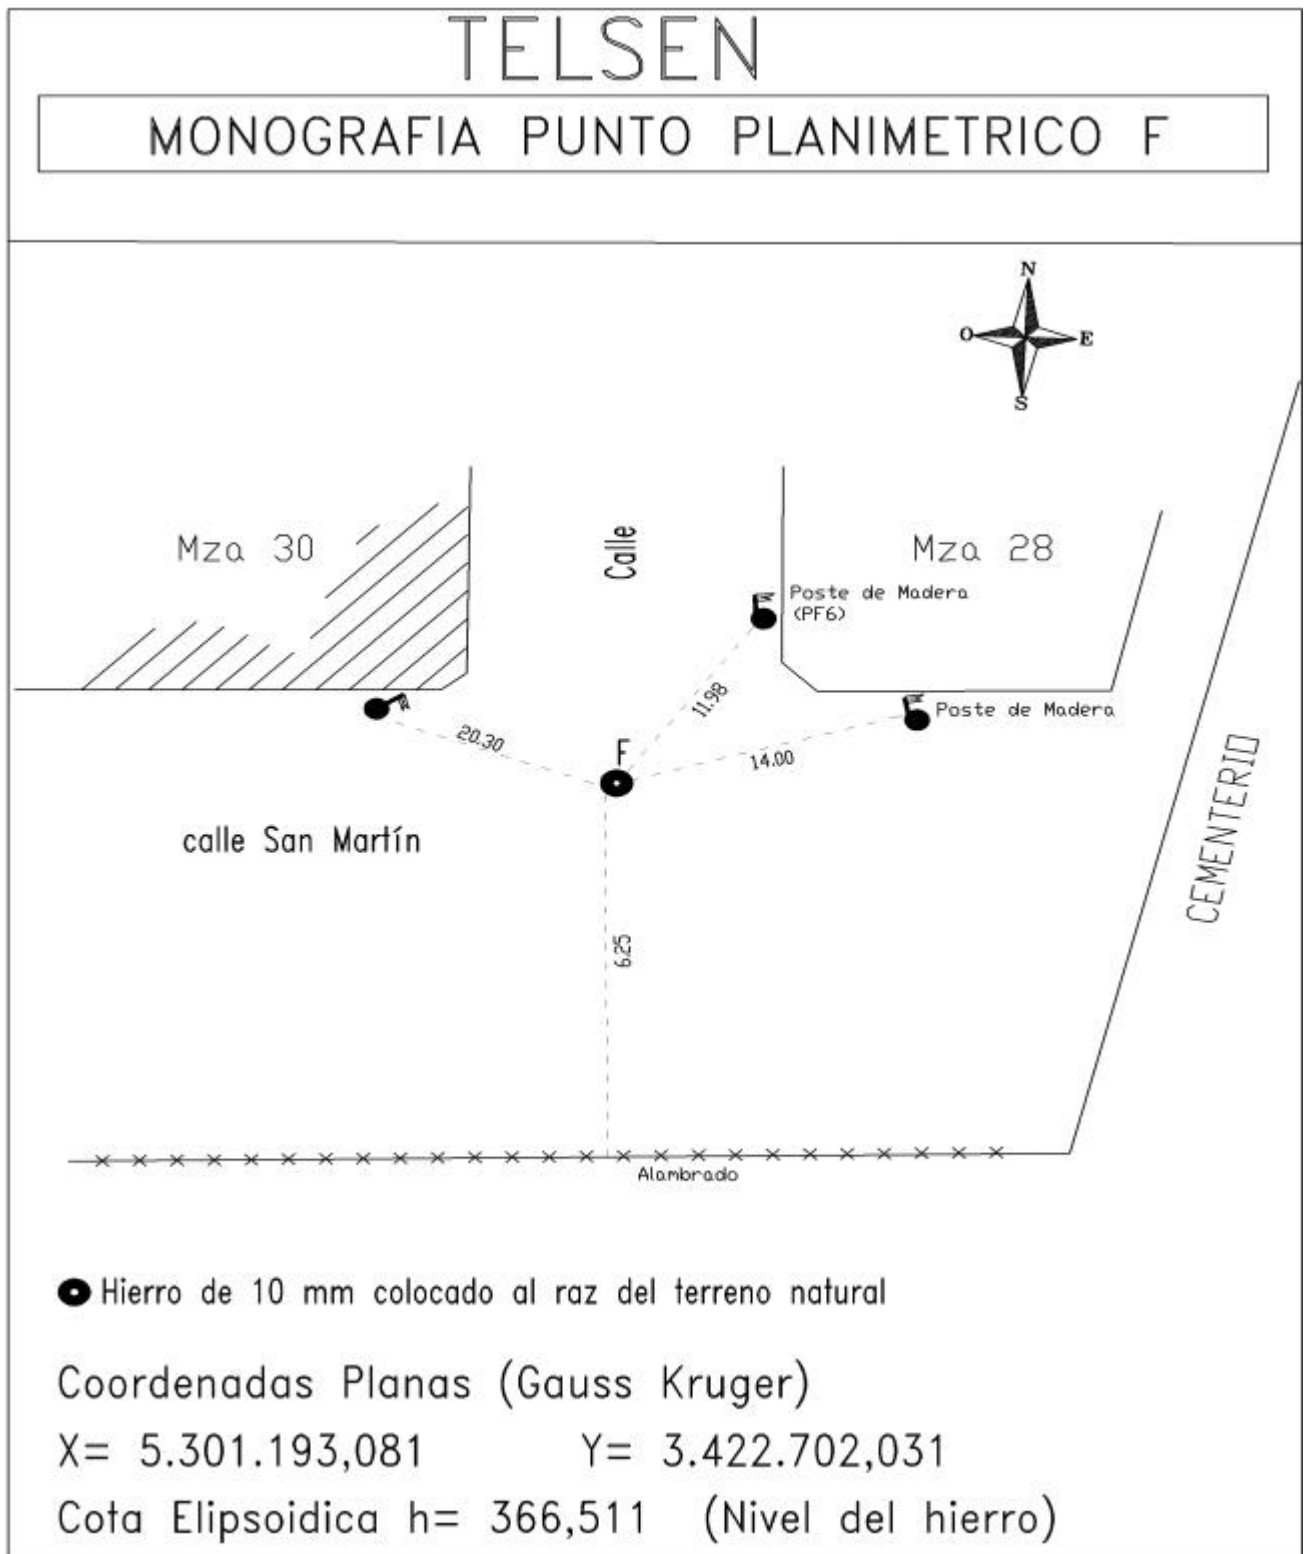 TELSEN
MONOGRAFIA PUNTO PLANIMETRICO F
N
O
E
S
Mza 30
Calle
Mza 28
Poste de Madera
(PF6)
11.98
Poste de Madera
20.30
F
14.00
CEMENTERIO
calle San Martín
6.25
Alambrado
Hierro de 10 mm colocado al raz del terreno natural
Coordenadas Planas (Gauss Kruger)
X= 5.301.193,081 Y= 3.422.702,031
Cota Elipsoidica h= 366,511 (Nivel del hierro)